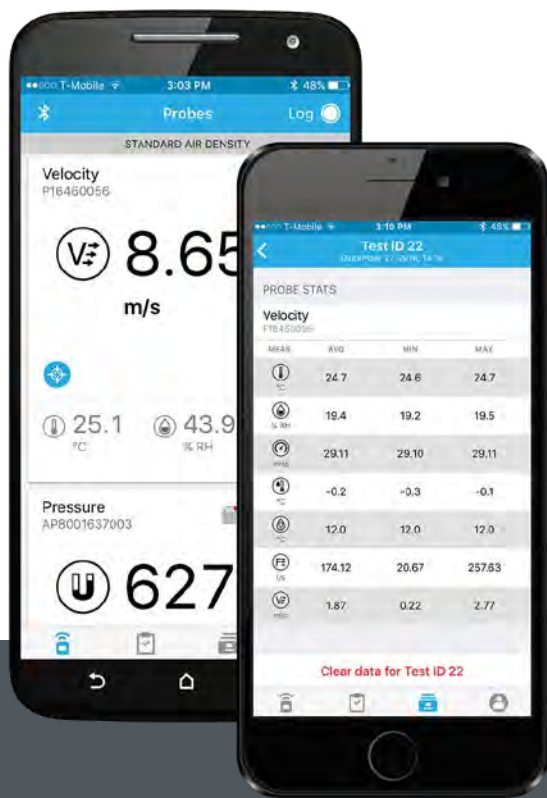 T-Mobile 3:03 PM 48%
Probes Log
STANDARD AIR DENSITY
Velocity
P16460056
8.65
m/s
25.1 43.9
°C % RH
Pressure
AP8001637003
627
T-Mobile 3:10 PM 48%
Test ID 22
PROBE STATS
Velocity
MEAS AVG MIN MAX
24.7 24.6 24.7
°C
19.4 19.2 19.5
% RH
29.11 29.10 29.11
-0.2 -0.3 -0.1
°C
12.0 12.0 12.0
°C
174.12 20.67 257.63
1.87 0.22 2.77
Clear data for Test ID 22